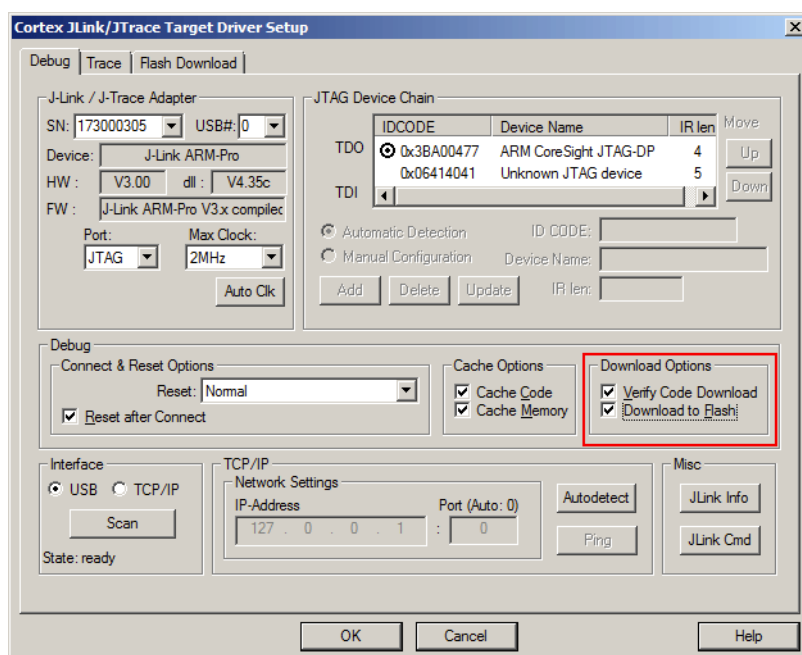 Cortex JLink/JTrace Target Driver Setup
Debug Trace Flash Download
J-Link / J-Trace Adapter
SN: 173000305 USB#: 0
Device: J-Link ARM-Pro
HW : V3.00 dll : V4.35c
FW : J-Link ARM-Pro V3.x compiled
Port: Max Clock:
JTAG 2MHz
Auto Clk
JTAG Device Chain
IDCODE Device Name IR len Move
TDO 0x3BA00477 ARM CoreSight JTAG-DP 4 Up
0x06414041 Unknown JTAG device 5
TDI Down
Automatic Detection ID CODE:
Manual Configuration Device Name:
Add Delete Update IR len:
Debug
Connect & Reset Options
Reset: Normal
Reset after Connect
Cache Options
Cache Code
Cache Memory
Download Options
Verify Code Download
Download to Flash
Interface
USB TCP/IP
Scan
State: ready
TCP/IP
Network Settings
IP-Address Port (Auto: 0)
127 . 0 . 0 . 1 : 0
Autodetect
Ping
Misc
JLink Info
JLink Cmd
OK Cancel Help